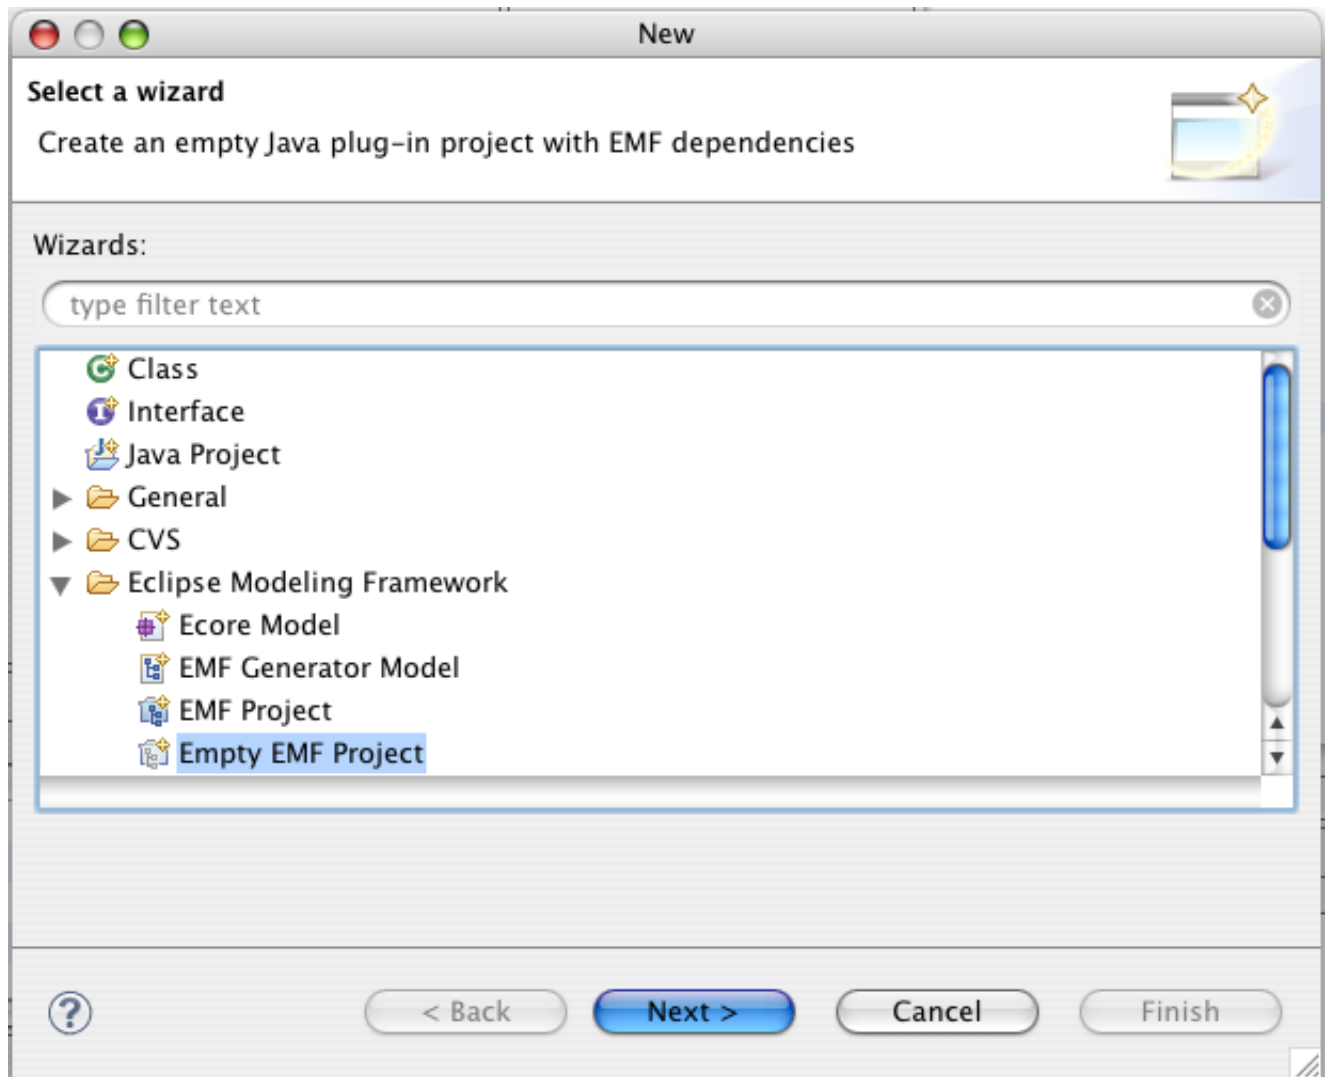 New
Select a wizard
Create an empty Java plug-in project with EMF dependencies
Wizards:
type filter text
Class
Interface
Java Project
General
CVS
Eclipse Modeling Framework
Ecore Model
EMF Generator Model
EMF Project
Empty EMF Project
< Back Next > Cancel Finish